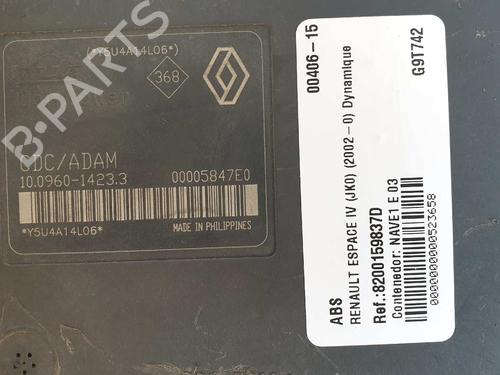 B-PARTS
(*Y5U4A14L06*)
368
CDC/ADAM
10.0960-1423.3
00005847E0
*Y5U4A14L06*
MADE IN PHILIPPINES
00406-15
G9T742
ABS
RENAULT ESPACE IV (JK0) (2002-0) Dynamique
Ref.:8200159837D
Contenedor: NAVE1 E 03
0000000000523658